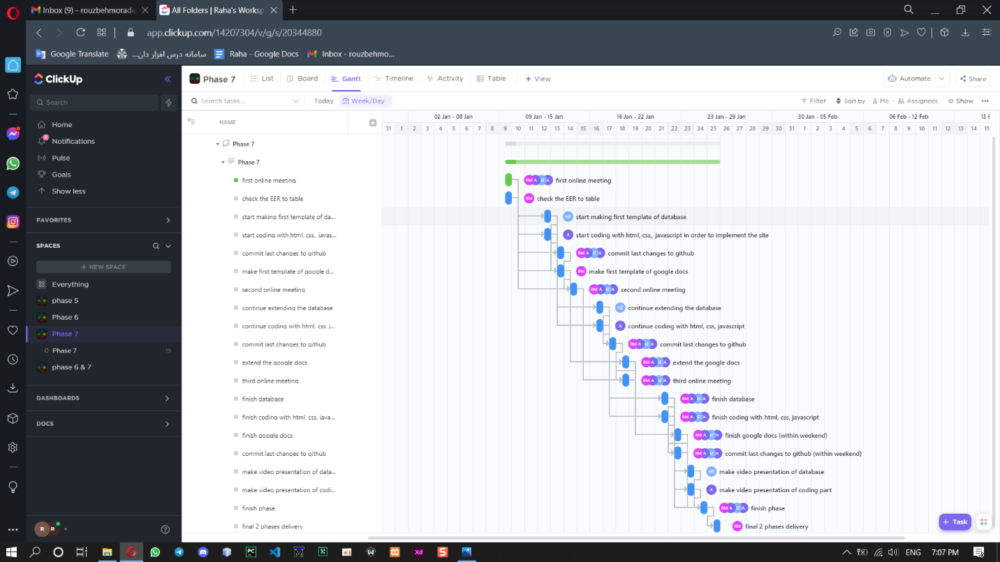 Inbox (9) - rouzbehmoradia
All Folders | Raha's Worksp
app.clickup.com/14207304/v/g/s/20344880
Google Translate
سامانه درس افزار دان...
Raha - Google Docs
Inbox - rouzbehmo...
ClickUp
Search
Home
2
Notifications
Pulse
Goals
Show less
FAVORITES
SPACES
+ NEW SPACE
Everything
phase 5
Phase 6
Phase 7
Phase 7 19
phase 6 & 7
DASHBOARDS
DOCS
R R
Phase 7 List Board Gantt Timeline Activity Table + View Automate Share
Search tasks... Today Week/Day Filter Sort by Me Assignees Show
NAME
02 Jan - 08 Jan 09 Jan - 15 Jan 16 Jan - 22 Jan 23 Jan - 29 Jan 30 Jan - 05 Feb 06 Feb - 12 Feb 13 F
31 1 2 3 4 5 6 7 8 9 10 11 12 13 14 15 16 17 18 19 20 21 22 23 24 25 26 27 28 29 30 31 1 2 3 4 5 6 7 8 9 10 11 12 13 14 15
Phase 7
Phase 7
first online meeting RM A HZ A first online meeting
check the EER to table RM check the EER to table
start making first template of da... HZ start making first template of database
start coding with html, css,, javas... A start coding with html, css,, javascript in order to implement the site
commit last changes to github RM A HZ A commit last changes to github
make first template of google d... RM make first template of google docs
second online meeting RM A HZ A second online meeting
continue extending the database HZ continue extending the database
continue coding with html, css, j... A continue coding with html, css, javascript
commit last changes to github RM A HZ A commit last changes to github
extend the google docs RM A HZ A extend the google docs
third online meeting RM A HZ A third online meeting
finish database RM A HZ A finish database
finish coding with html, css, java... RM A HZ A finish coding with html, css, javascript
finish google docs RM A HZ A finish google docs (within weekend)
commit last changes to github RM A HZ A commit last changes to github (within weekend)
make video presentation of data... HZ make video presentation of database
make video presentation of codi... A make video presentation of coding part
finish phase RM A HZ A finish phase
final 2 phases delivery RM final 2 phases delivery
+ Task
PC
Xd
ENG 7:07 PM